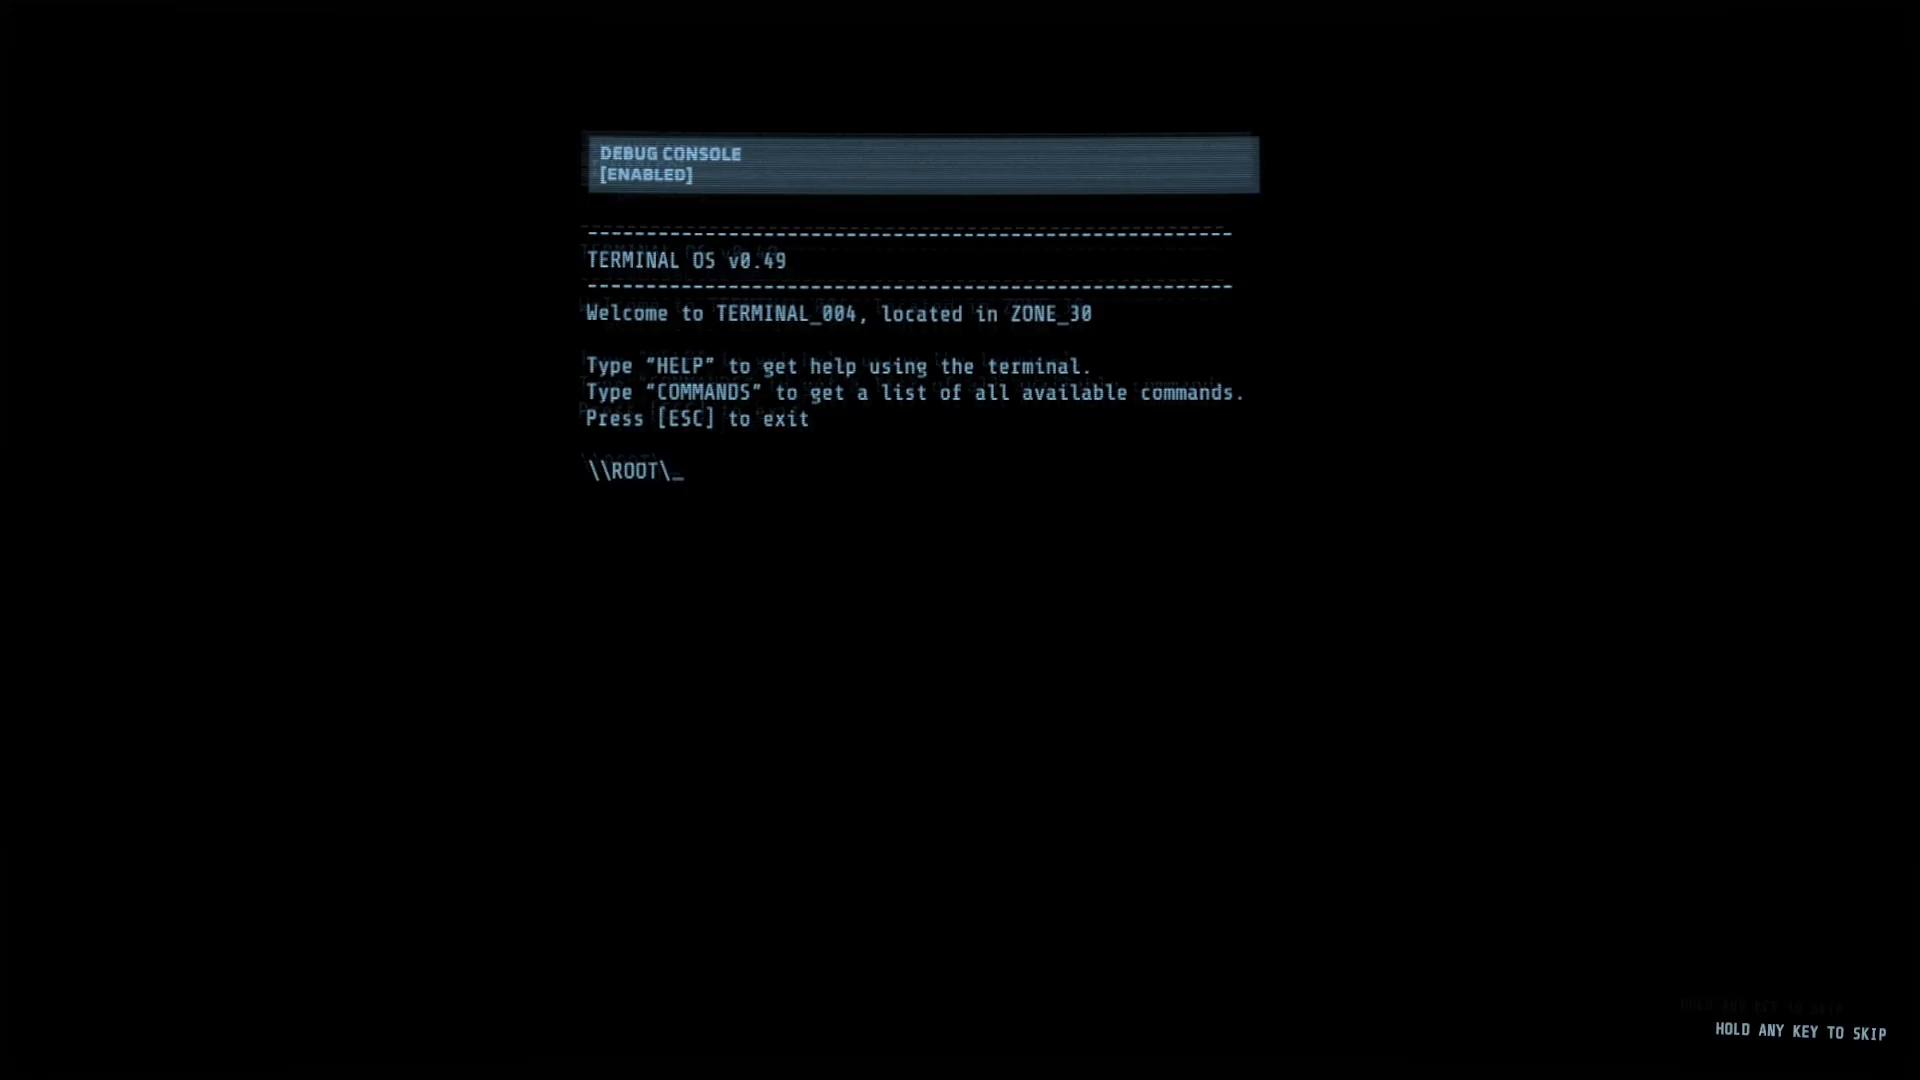 DEBUG CONSOLE
[ENABLED]
------------------------------------------------------
TERMINAL OS v0.49
------------------------------------------------------
Welcome to TERMINAL_004, located in ZONE_30
Type “HELP” to get help using the terminal.
Type “COMMANDS” to get a list of all available commands.
Press [ESC] to exit
\\ROOT\_
HOLD ANY KEY TO SKIP